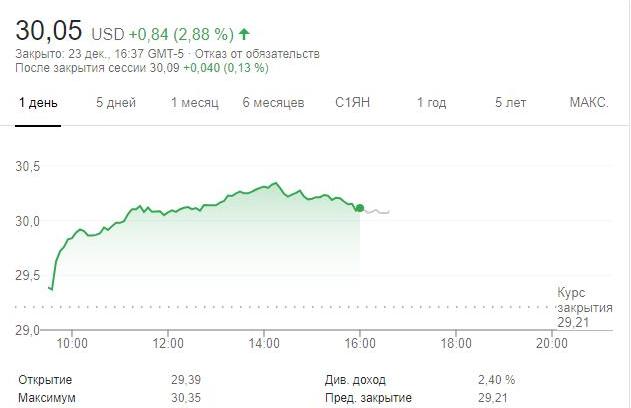 30,05 USD +0,84 (2,88 %)
Закрыто: 23 дек., 16:37 GMT-5 · Отказ от обязательств
После закрытия сессии 30,09 +0,040 (0,13 %)
1 день 5 дней 1 месяц 6 месяцев С1ЯН 1 год 5 лет МАКС.
30,5
30,0
29,5
Курс
закрытия
29,21
29,0
10:00 12:00 14:00 16:00 18:00 20:00
Открытие 29,39 Див. доход 2,40 %
Максимум 30,35 Пред. закрытие 29,21